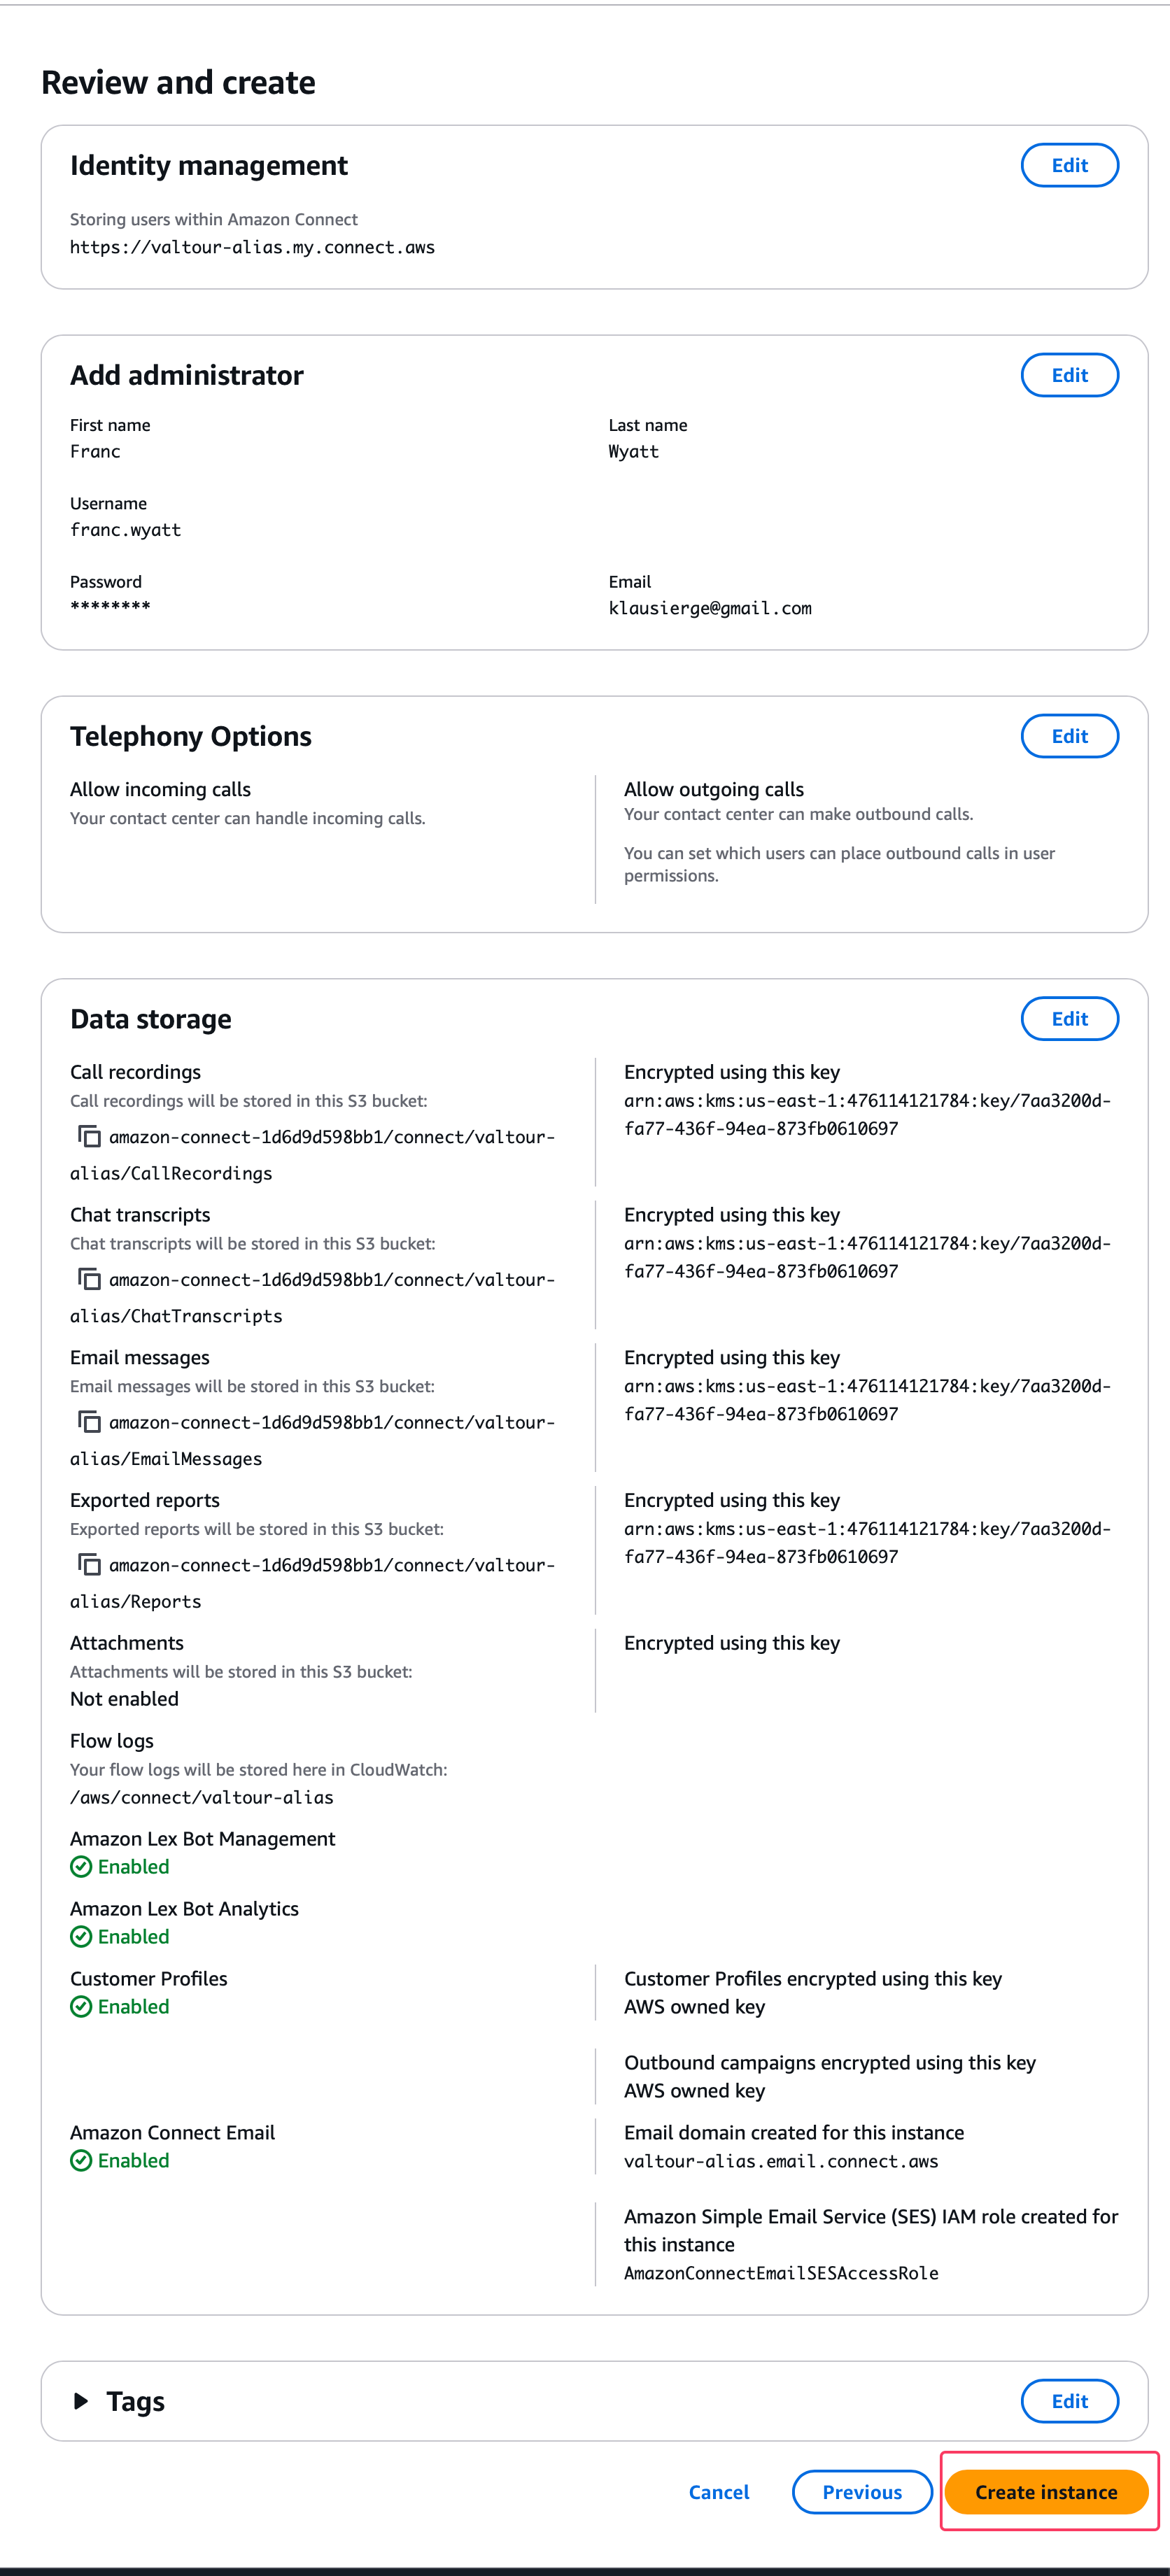 Review and create
Identity management
Edit
Storing users within Amazon Connect
https://valtour-alias.my.connect.aws
Add administrator
Edit
First name
Franc
Last name
Wyatt
Username
franc.wyatt
Password
********
Email
klausierge@gmail.com
Telephony Options
Edit
Allow incoming calls
Your contact center can handle incoming calls.
Allow outgoing calls
Your contact center can make outbound calls.
You can set which users can place outbound calls in user
permissions.
Data storage
Edit
Call recordings
Call recordings will be stored in this S3 bucket:
amazon-connect-1d6d9d598bb1/connect/valtour-
alias/CallRecordings
Encrypted using this key
arn:aws:kms:us-east-1:476114121784:key/7aa3200d-
fa77-436f-94ea-873fb0610697
Chat transcripts
Chat transcripts will be stored in this S3 bucket:
amazon-connect-1d6d9d598bb1/connect/valtour-
alias/ChatTranscripts
Encrypted using this key
arn:aws:kms:us-east-1:476114121784:key/7aa3200d-
fa77-436f-94ea-873fb0610697
Email messages
Email messages will be stored in this S3 bucket:
amazon-connect-1d6d9d598bb1/connect/valtour-
alias/EmailMessages
Encrypted using this key
arn:aws:kms:us-east-1:476114121784:key/7aa3200d-
fa77-436f-94ea-873fb0610697
Exported reports
Exported reports will be stored in this S3 bucket:
amazon-connect-1d6d9d598bb1/connect/valtour-
alias/Reports
Encrypted using this key
arn:aws:kms:us-east-1:476114121784:key/7aa3200d-
fa77-436f-94ea-873fb0610697
Attachments
Attachments will be stored in this S3 bucket:
Not enabled
Encrypted using this key
Flow logs
Your flow logs will be stored here in CloudWatch:
/aws/connect/valtour-alias
Amazon Lex Bot Management
Enabled
Amazon Lex Bot Analytics
Enabled
Customer Profiles
Enabled
Customer Profiles encrypted using this key
AWS owned key
Outbound campaigns encrypted using this key
AWS owned key
Amazon Connect Email
Enabled
Email domain created for this instance
valtour-alias.email.connect.aws
Amazon Simple Email Service (SES) IAM role created for
this instance
AmazonConnectEmailSESAccessRole
Tags
Edit
Cancel
Previous
Create instance